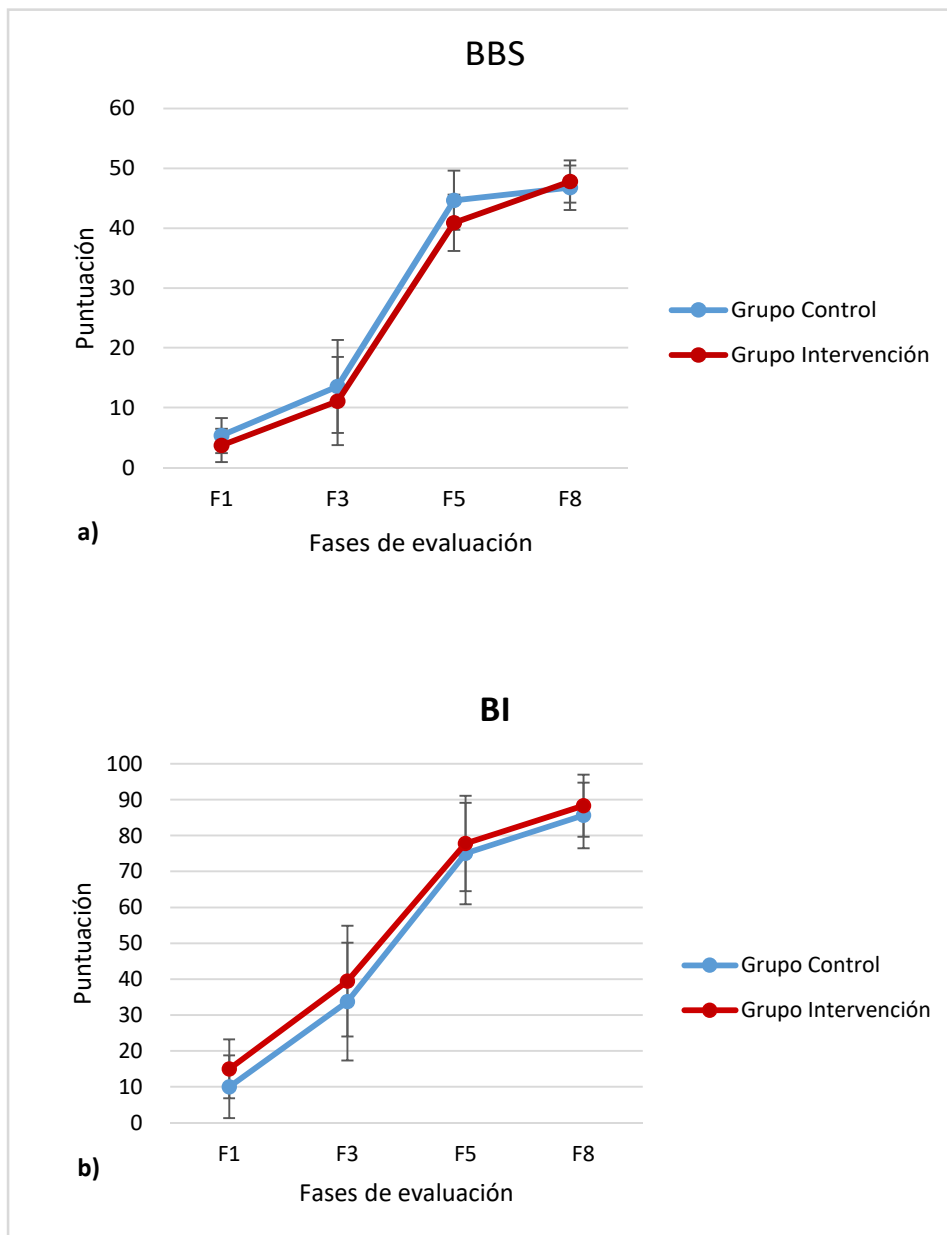 BBS
60
50
40
30
20
10
0
Puntuación
F1 F3 F5 F8
Fases de evaluación
Grupo Control
Grupo Intervención
a)
BI
100
90
80
70
60
50
40
30
20
10
0
Puntuación
F1 F3 F5 F8
Fases de evaluación
Grupo Control
Grupo Intervención
b)